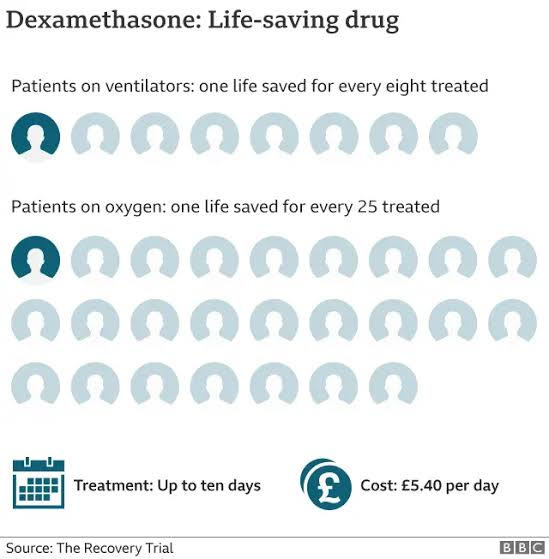 Dexamethasone: Life-saving drug
Patients on ventilators: one life saved for every eight treated
Patients on oxygen: one life saved for every 25 treated
Treatment: Up to ten days
£
Cost: £5.40 per day
Source: The Recovery Trial
BBC